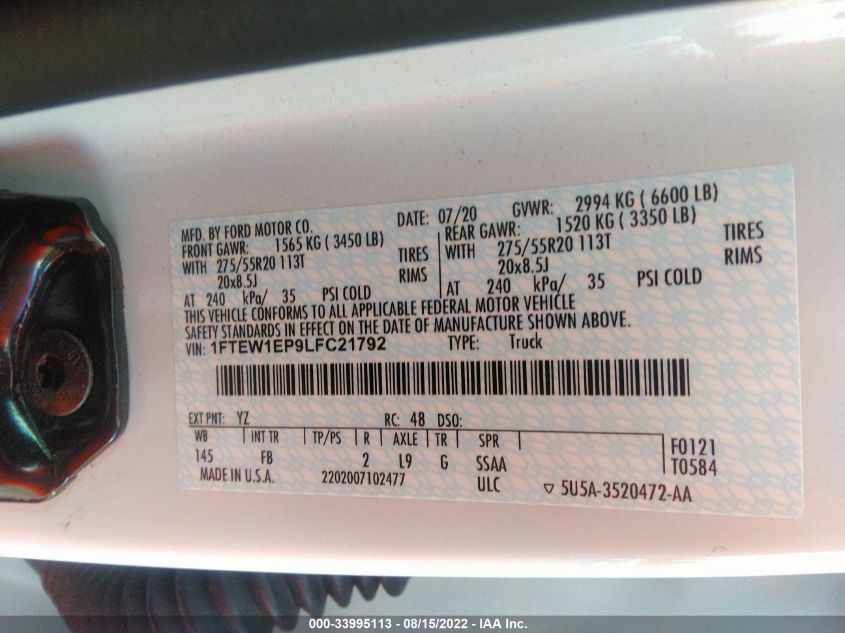 MFD. BY FORD MOTOR CO. DATE: 07/20 GVWR: 2994 KG ( 6600 LB)
FRONT GAWR: 1565 KG ( 3450 LB) REAR GAWR: 1520 KG ( 3350 LB)
WITH 275/55R20 113T TIRES WITH 275/55R20 113T TIRES
20x8.5J RIMS 20x8.5J RIMS
AT 240 kPa/ 35 PSI COLD AT 240 kPa/ 35 PSI COLD
THIS VEHICLE CONFORMS TO ALL APPLICABLE FEDERAL MOTOR VEHICLE
SAFETY STANDARDS IN EFFECT ON THE DATE OF MANUFACTURE SHOWN ABOVE.
VIN: 1FTEW1EP9LFC21792 TYPE: Truck
EXT PNT: YZ RC: 48 DSO:
WB INT TR TP/PS R AXLE TR SPR F0121
145 FB 2 L9 G SSAA T0584
MADE IN U.S.A. 2202007102477 ULC ▽ 5U5A-3520472-AA
000-33995113 - 08/15/2022 - IAA Inc.